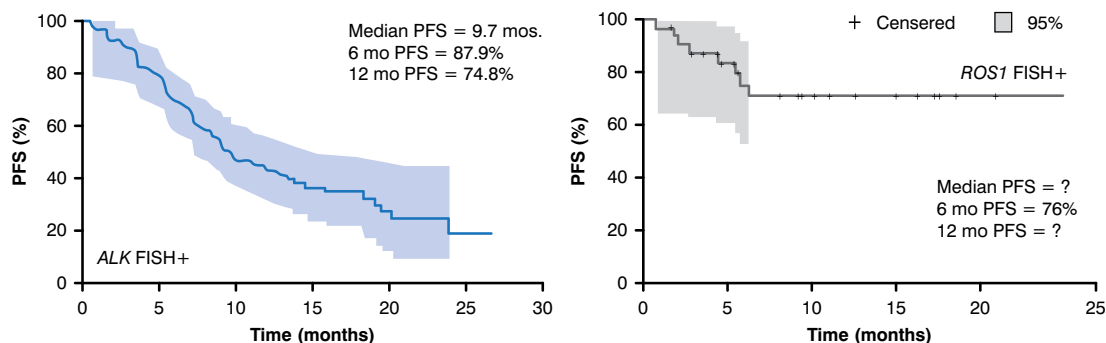 100
80
60
40
20
0
PFS (%)
Median PFS = 9.7 mos.
6 mo PFS = 87.9%
12 mo PFS = 74.8%
ALK FISH+
0 5 10 15 20 25 30
Time (months)
100
80
60
40
20
0
PFS (%)
+ Censered 95%
ROS1 FISH+
Median PFS = ?
6 mo PFS = 76%
12 mo PFS = ?
0 5 10 15 20 25
Time (months)